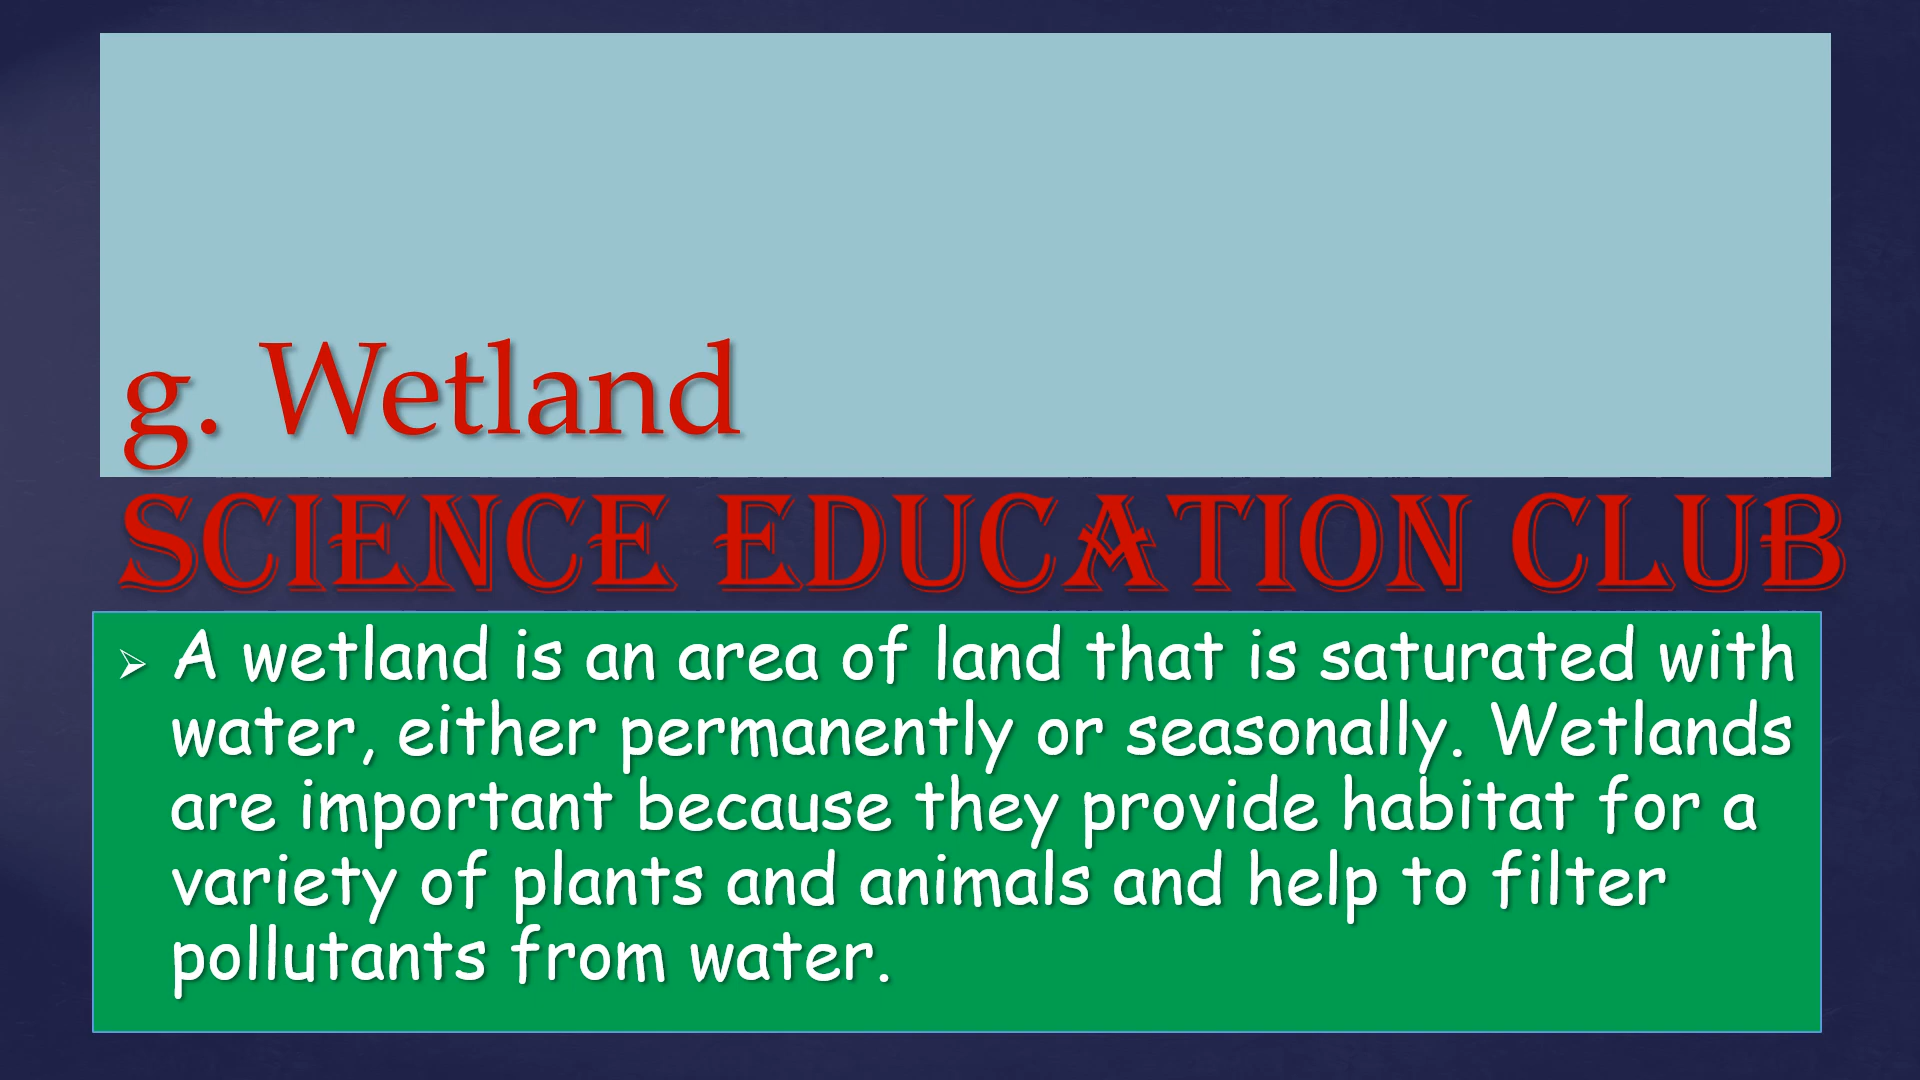 g. Wetland
SCIENCE EDUCATION CLUB
➢ A wetland is an area of land that is saturated with
water, either permanently or seasonally. Wetlands
are important because they provide habitat for a
variety of plants and animals and help to filter
pollutants from water.